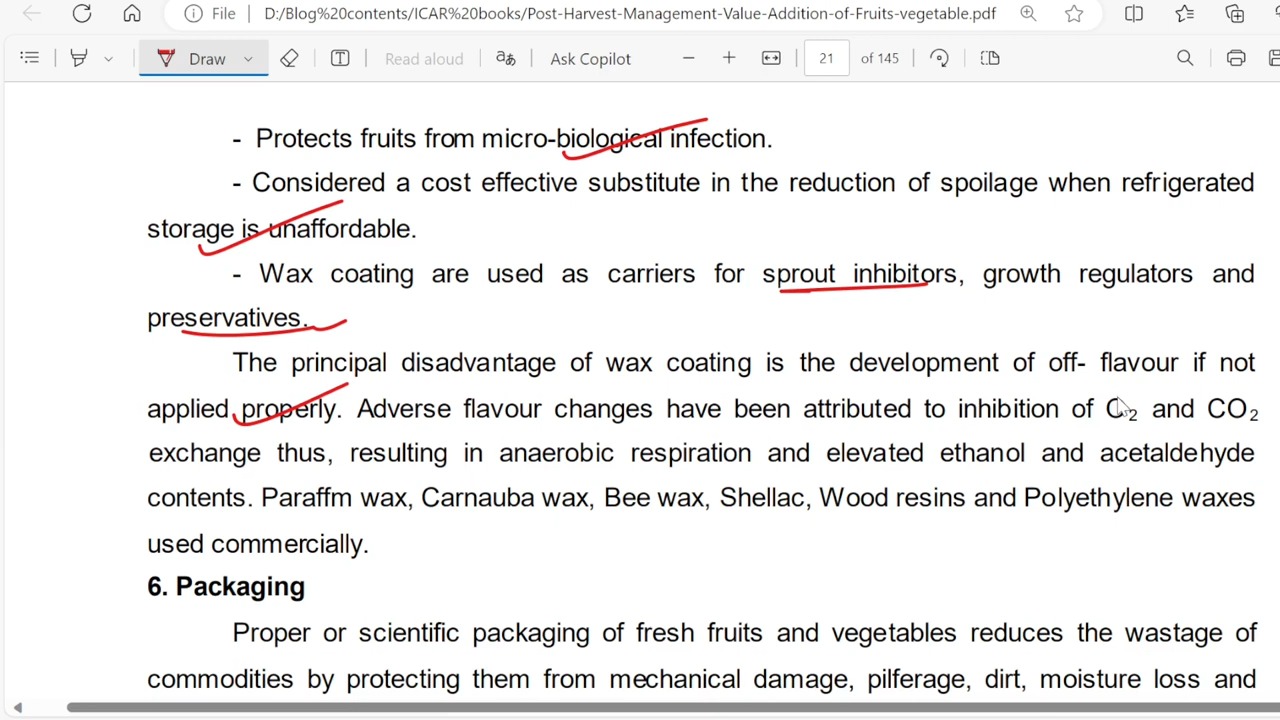 File D:/Blog%20contents/ICAR%20books/Post-Harvest-Management-Value-Addition-of-Fruits-vegetable.pdf
Draw Read aloud aあ Ask Copilot 21 of 145
- Protects fruits from micro-biological infection.
- Considered a cost effective substitute in the reduction of spoilage when refrigerated
storage is unaffordable.
- Wax coating are used as carriers for sprout inhibitors, growth regulators and
preservatives.
The principal disadvantage of wax coating is the development of off- flavour if not
applied properly. Adverse flavour changes have been attributed to inhibition of O₂ and CO₂
exchange thus, resulting in anaerobic respiration and elevated ethanol and acetaldehyde
contents. Paraffm wax, Carnauba wax, Bee wax, Shellac, Wood resins and Polyethylene waxes
used commercially.
6. Packaging
Proper or scientific packaging of fresh fruits and vegetables reduces the wastage of
commodities by protecting them from mechanical damage, pilferage, dirt, moisture loss and